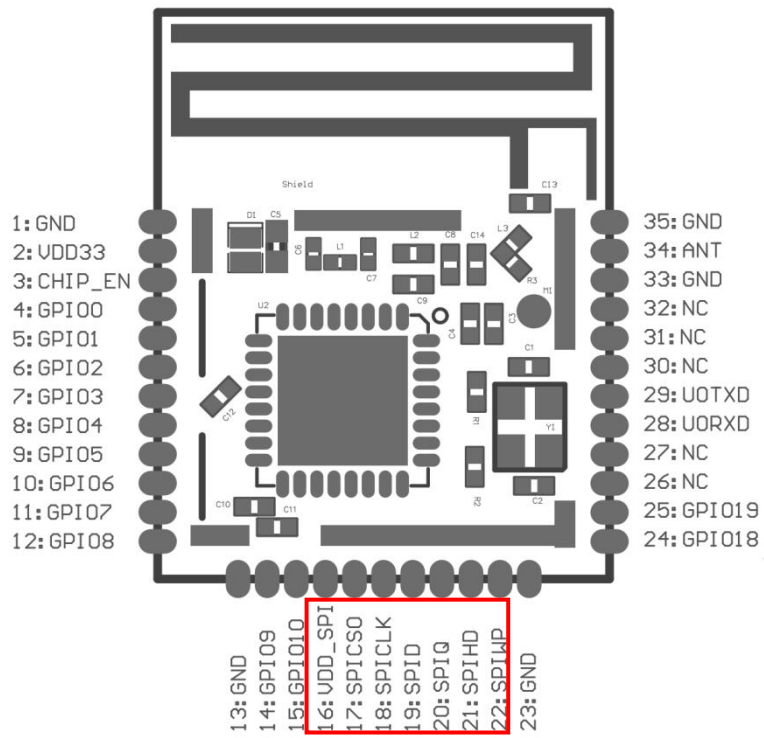 Shield
C13
D1
C5
C6
L1
C7
L2
C8
C14
L3
R3
C9
M1
U2
C4
C3
C1
R1
Y1
C12
R2
C2
C10
C11
1:GND
2:VDD33
3:CHIP_EN
4:GPIO0
5:GPIO1
6:GPIO2
7:GPIO3
8:GPIO4
9:GPIO5
10:GPIO6
11:GPIO7
12:GPIO8
13:GND
14:GPIO9
15:GPIO10
16:VDD_SPI
17:SPICS0
18:SPICLK
19:SPID
20:SPIQ
21:SPIHD
22:SPIWP
23:GND
35:GND
34:ANT
33:GND
32:NC
31:NC
30:NC
29:U0TXD
28:U0RXD
27:NC
26:NC
25:GPIO19
24:GPIO18